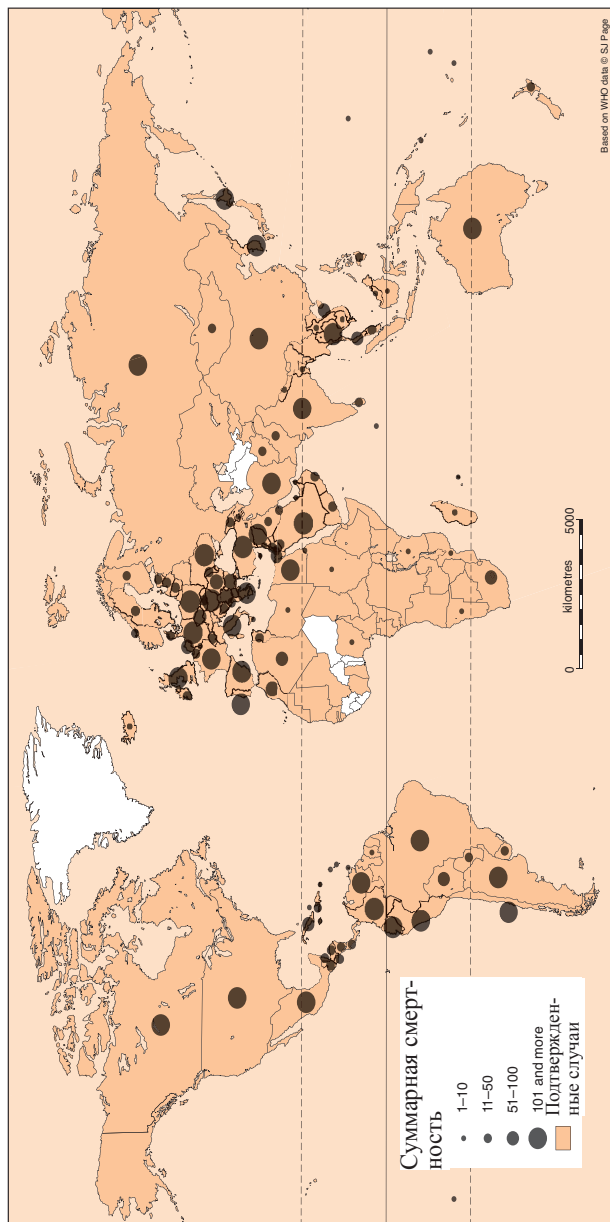 Суммарная смерт-
ность
1–10
11–50
51–100
101 and more
Подтвержден-
ные случаи
0
5000
kilometres
Based on WHO data © SJ Page